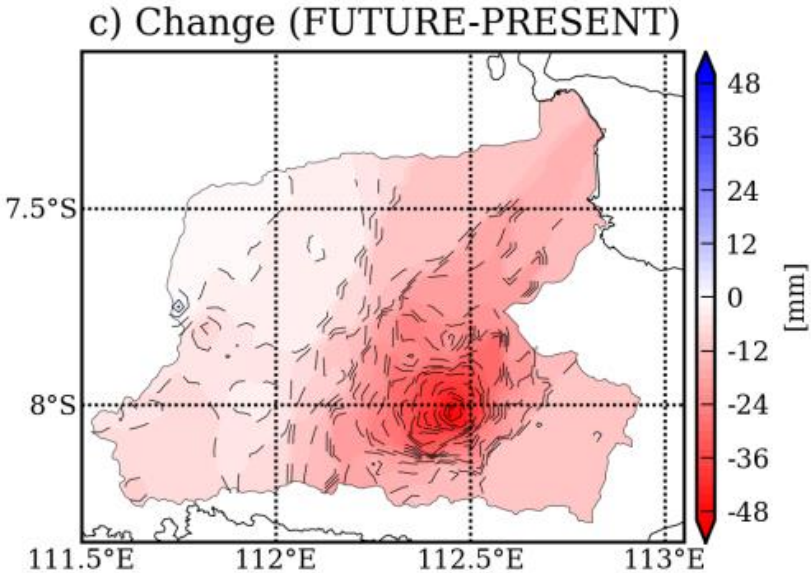 c) Change (FUTURE-PRESENT)
7.5°S
8°S
111.5°E
112°E
112.5°E
113°E
48
36
24
12
0
-12
-24
-36
-48
[mm]